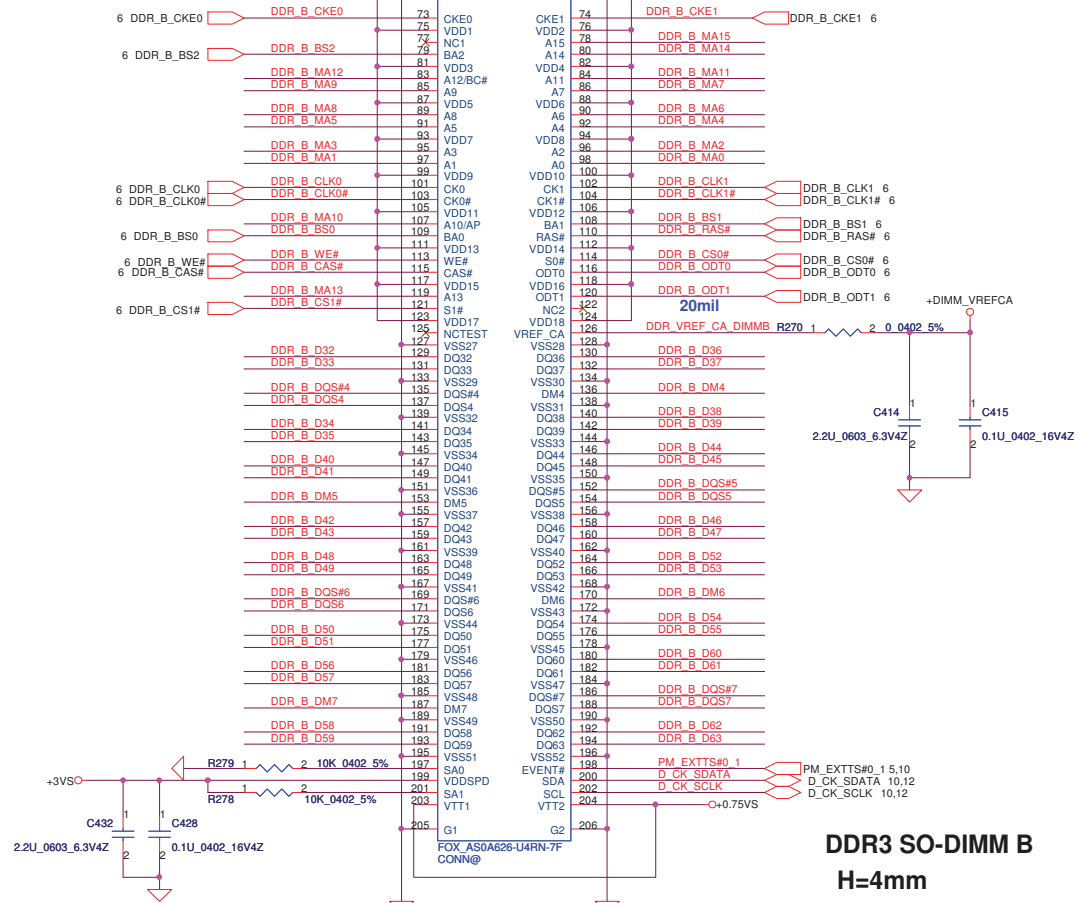 6 DDR_B_CKE0 DDR_B_CKE0 73 CKE0 CKE1 74 DDR_B_CKE1 DDR_B_CKE1 6
75 VDD1 VDD2 76
77 NC1 A15 78 DDR_B_MA15
6 DDR_B_BS2 DDR_B_BS2 79 BA2 A14 80 DDR_B_MA14
81 VDD3 VDD4 82
DDR_B_MA12 83 A12/BC# A11 84 DDR_B_MA11
DDR_B_MA9 85 A9 A7 86 DDR_B_MA7
87 VDD5 VDD6 88
DDR_B_MA8 89 A8 A6 90 DDR_B_MA6
DDR_B_MA5 91 A5 A4 92 DDR_B_MA4
93 VDD7 VDD8 94
DDR_B_MA3 95 A3 A2 96 DDR_B_MA2
DDR_B_MA1 97 A1 A0 98 DDR_B_MA0
99 VDD9 VDD10 100
6 DDR_B_CLK0 DDR_B_CLK0 101 CK0 CK1 102 DDR_B_CLK1 DDR_B_CLK1 6
6 DDR_B_CLK0# DDR_B_CLK0# 103 CK0# CK1# 104 DDR_B_CLK1# DDR_B_CLK1# 6
105 VDD11 VDD12 106
DDR_B_MA10 107 A10/AP BA1 108 DDR_B_BS1 DDR_B_BS1 6
6 DDR_B_BS0 DDR_B_BS0 109 BA0 RAS# 110 DDR_B_RAS# DDR_B_RAS# 6
111 VDD13 VDD14 112
6 DDR_B_WE# DDR_B_WE# 113 WE# S0# 114 DDR_B_CS0# DDR_B_CS0# 6
6 DDR_B_CAS# DDR_B_CAS# 115 CAS# ODT0 116 DDR_B_ODT0 DDR_B_ODT0 6
117 VDD15 VDD16 118
DDR_B_MA13 119 A13 ODT1 120 DDR_B_ODT1 DDR_B_ODT1 6
6 DDR_B_CS1# DDR_B_CS1# 121 S1# NC2 122 20mil +DIMM_VREFCA
123 VDD17 VDD18 124
125 NCTEST VREF_CA 126 DDR_VREF_CA_DIMMB R270 1 2 0_0402_5%
127 VSS27 VSS28 128
DDR_B_D32 129 DQ32 DQ36 130 DDR_B_D36
DDR_B_D33 131 DQ33 DQ37 132 DDR_B_D37
133 VSS29 VSS30 134
DDR_B_DQS#4 135 DQS#4 DM4 136 DDR_B_DM4
DDR_B_DQS4 137 DQS4 VSS31 138 1 1
139 VSS32 DQ38 140 DDR_B_D38 C414 C415
DDR_B_D34 141 DQ34 DQ39 142 DDR_B_D39
DDR_B_D35 143 DQ35 VSS33 144 2.2U_0603_6.3V4Z 2 0.1U_0402_16V4Z 2
145 VSS34 DQ44 146 DDR_B_D44
DDR_B_D40 147 DQ40 DQ45 148 DDR_B_D45
DDR_B_D41 149 DQ41 VSS35 150
151 VSS36 DQS#5 152 DDR_B_DQS#5
DDR_B_DM5 153 DM5 DQS5 154 DDR_B_DQS5
155 VSS37 VSS38 156
DDR_B_D42 157 DQ42 DQ46 158 DDR_B_D46
DDR_B_D43 159 DQ43 DQ47 160 DDR_B_D47
161 VSS39 VSS40 162
DDR_B_D48 163 DQ48 DQ52 164 DDR_B_D52
DDR_B_D49 165 DQ49 DQ53 166 DDR_B_D53
167 VSS41 VSS42 168
DDR_B_DQS#6 169 DQS#6 DM6 170 DDR_B_DM6
DDR_B_DQS6 171 DQS6 VSS43 172
173 VSS44 DQ54 174 DDR_B_D54
DDR_B_D50 175 DQ50 DQ55 176 DDR_B_D55
DDR_B_D51 177 DQ51 VSS45 178
179 VSS46 DQ60 180 DDR_B_D60
DDR_B_D56 181 DQ56 DQ61 182 DDR_B_D61
DDR_B_D57 183 DQ57 VSS47 184
185 VSS48 DQS#7 186 DDR_B_DQS#7
DDR_B_DM7 187 DM7 DQS7 188 DDR_B_DQS7
189 VSS49 VSS50 190
DDR_B_D58 191 DQ58 DQ62 192 DDR_B_D62
DDR_B_D59 193 DQ59 DQ63 194 DDR_B_D63
195 VSS51 VSS52 196
R279 1 2 10K_0402_5% 197 SA0 EVENT# 198 PM_EXTTS#0_1 PM_EXTTS#0_1 5,10
+3VS 199 VDDSPD SDA 200 D_CK_SDATA D_CK_SDATA 10,12
R278 1 2 10K_0402_5% 201 SA1 SCL 202 D_CK_SCLK D_CK_SCLK 10,12
203 VTT1 VTT2 204 +0.75VS
1 1
C432 C428 205 G1 G2 206
2.2U_0603_6.3V4Z 2 0.1U_0402_16V4Z 2
FOX_AS0A626-U4RN-7F
CONN@
DDR3 SO-DIMM B
H=4mm